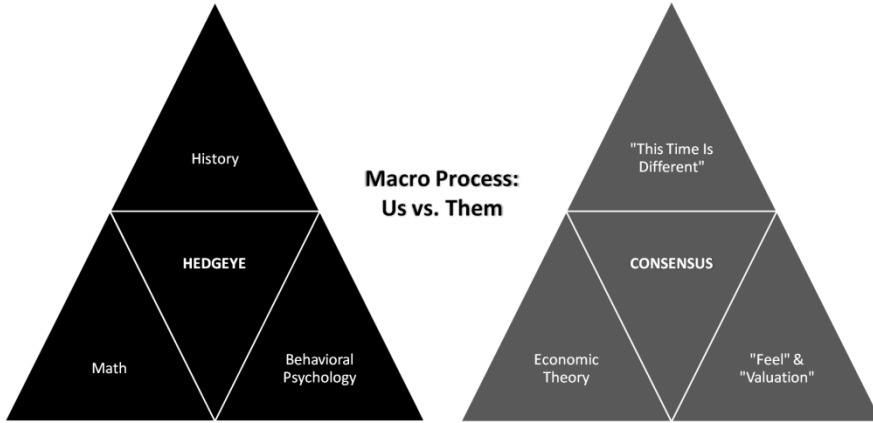 History
HEDGEYE
Math
Behavioral
Psychology
Macro Process:
Us vs. Them
"This Time Is
Different"
CONSENSUS
Economic
Theory
"Feel" &
"Valuation"